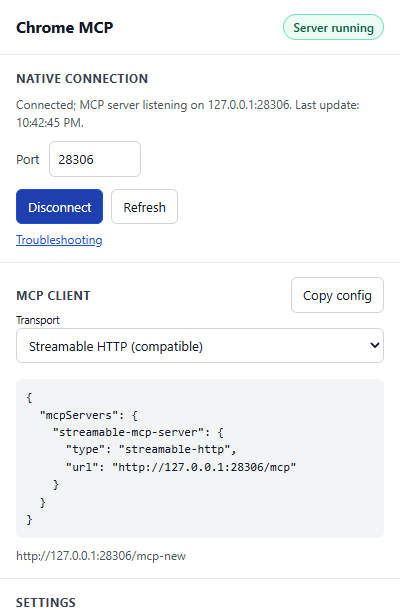 Chrome MCP
Server running
NATIVE CONNECTION
Connected; MCP server listening on 127.0.0.1:28306. Last update:
10:42:45 PM.
Port
28306
Disconnect
Refresh
Troubleshooting
MCP CLIENT
Copy config
Transport
Streamable HTTP (compatible)
{
  "mcpServers": {
    "streamable-mcp-server": {
      "type": "streamable-http",
      "url": "http://127.0.0.1:28306/mcp"
    }
  }
}
http://127.0.0.1:28306/mcp-new
SETTINGS